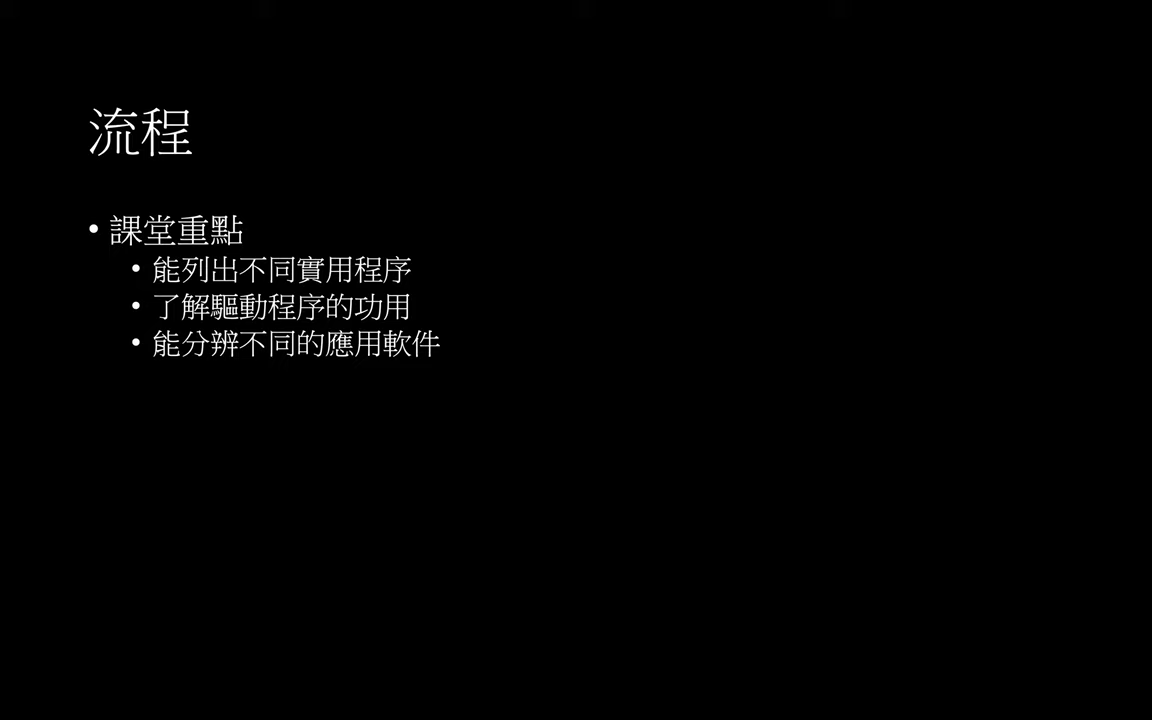 流程
• 課堂重點
• 能列出不同實用程序
• 了解驅動程序的功用
• 能分辨不同的應用軟件